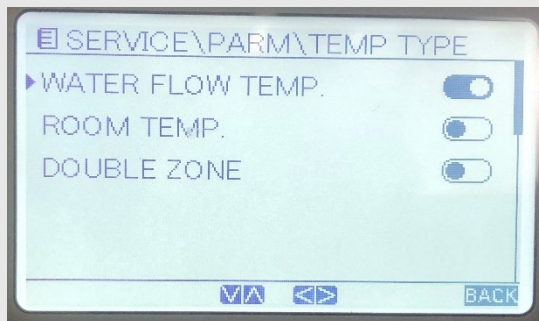 SERVICE\PARM\TEMP TYPE
WATER FLOW TEMP.
ROOM TEMP.
DOUBLE ZONE
BACK